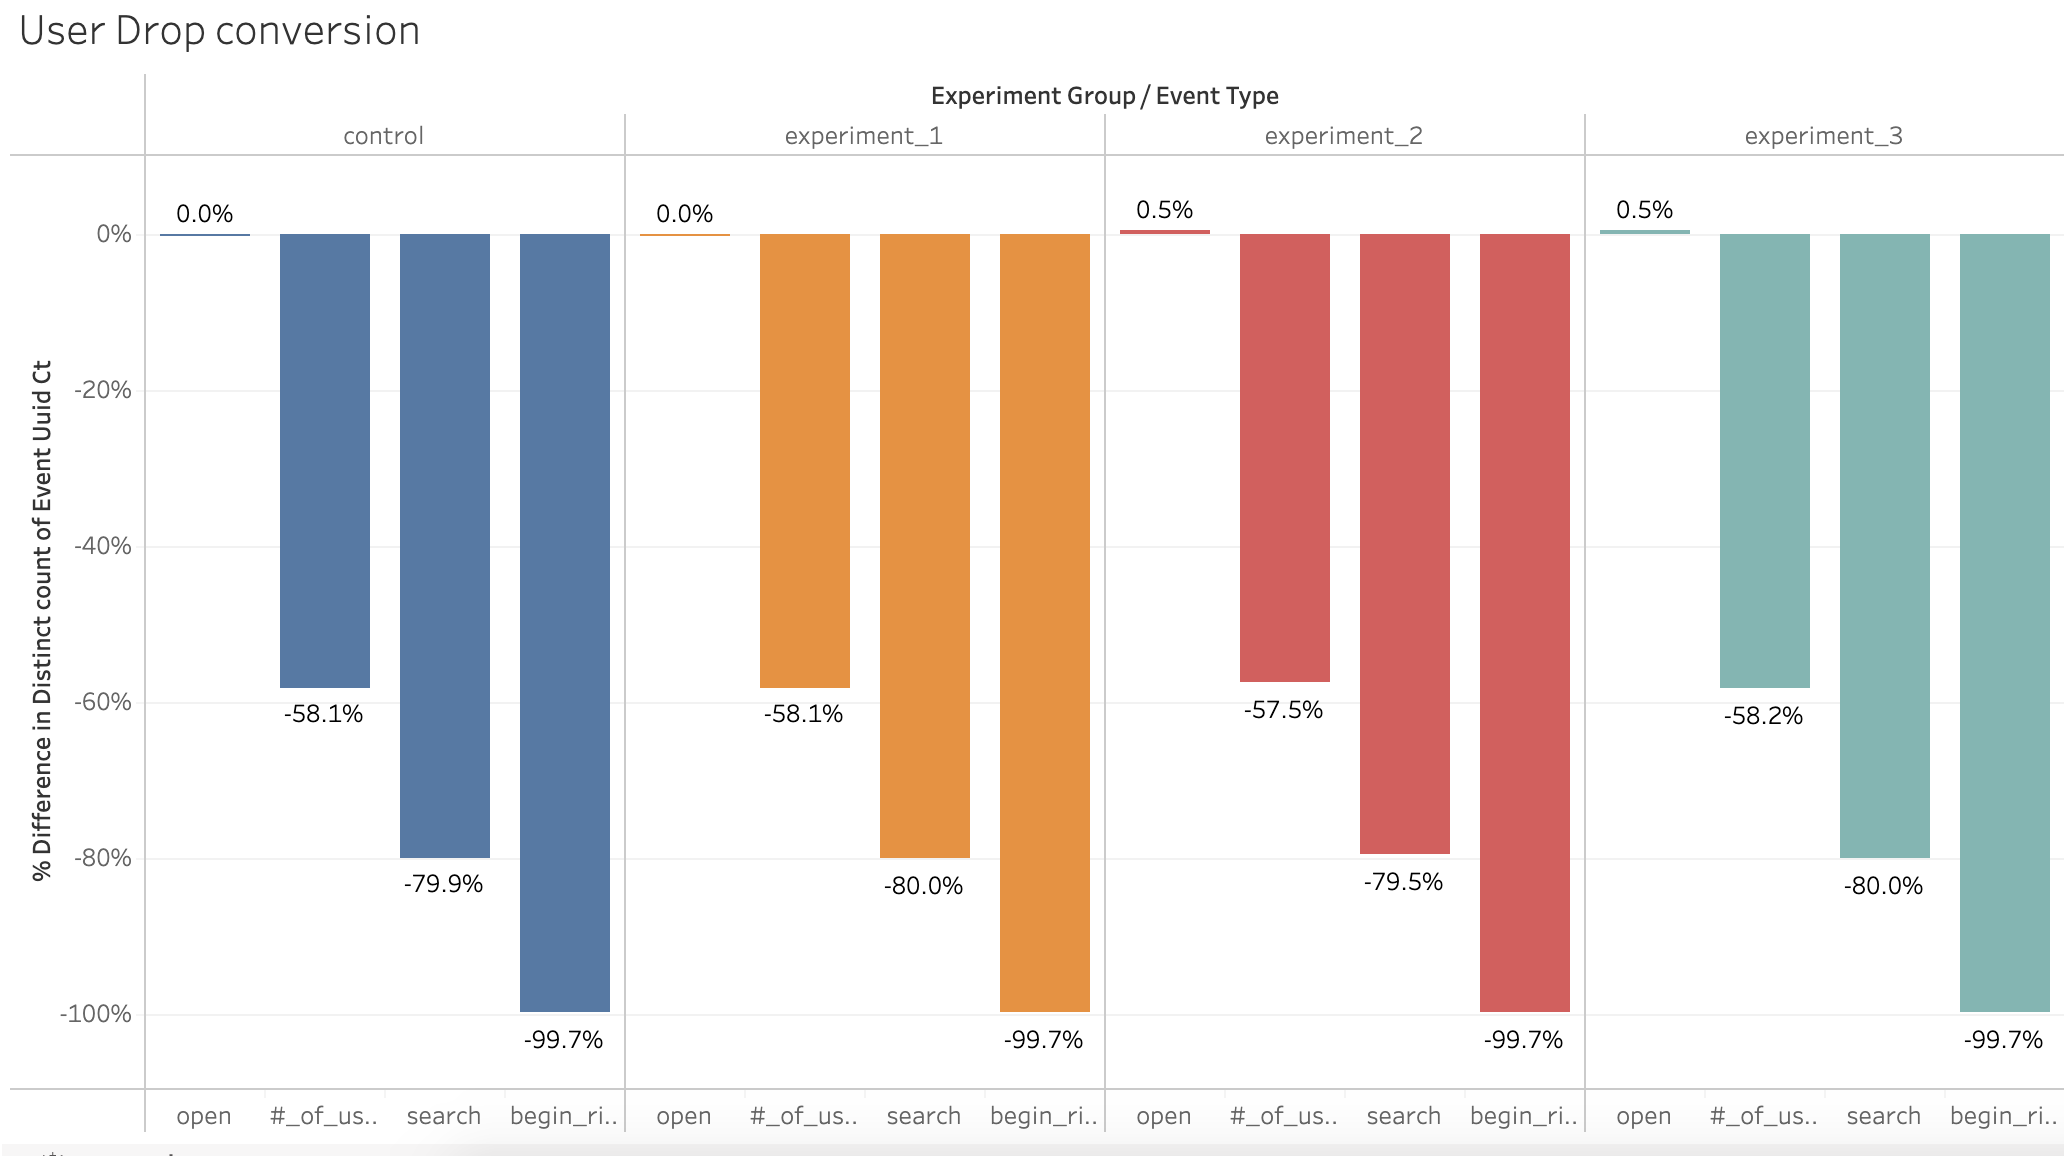 User Drop conversion
Experiment Group / Event Type
control experiment_1 experiment_2 experiment_3
% Difference in Distinct count of Event Uuid Ct
0.0% 0.0% 0.5% 0.5%
0%
-20%
-40%
-60%
-58.1% -58.1% -57.5% -58.2%
-80%
-79.9% -80.0% -79.5% -80.0%
-100%
-99.7% -99.7% -99.7% -99.7%
open #_of_us.. search begin_ri.. open #_of_us.. search begin_ri.. open #_of_us.. search begin_ri.. open #_of_us.. search begin_ri..